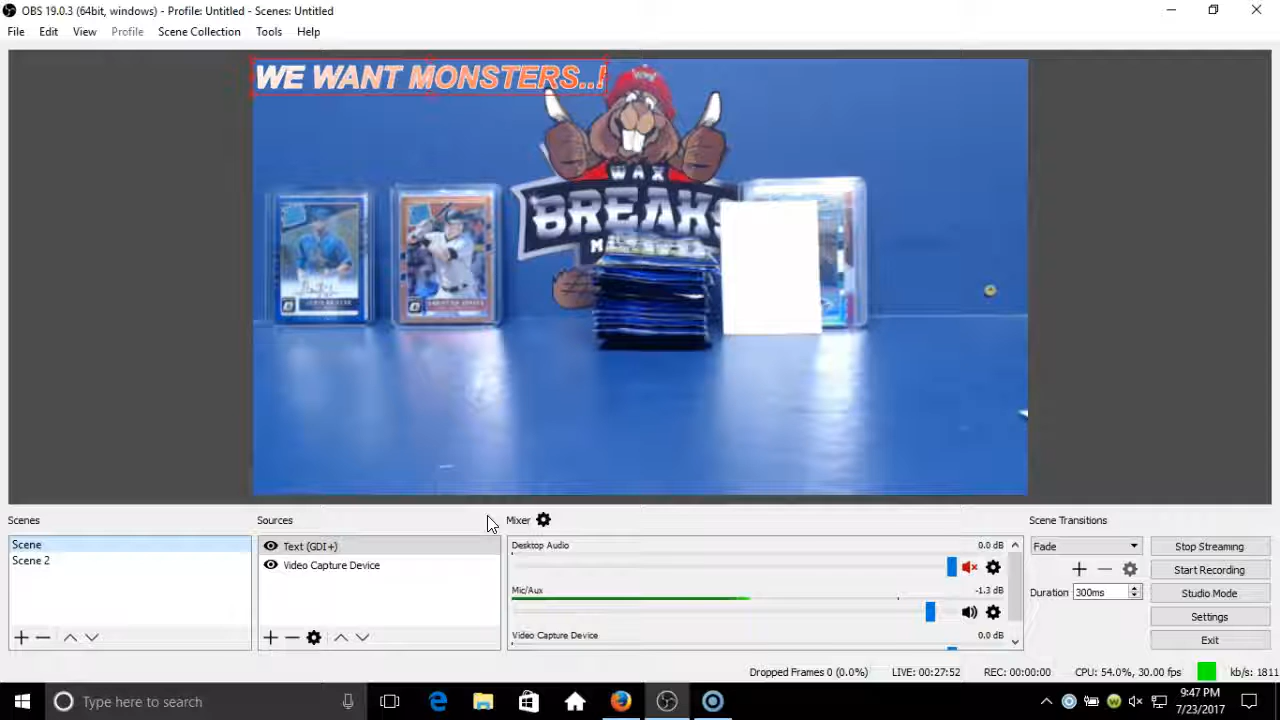 OBS 19.0.3 (64bit, windows) - Profile: Untitled - Scenes: Untitled
File Edit View Profile Scene Collection Tools Help
WE WANT MONSTERS..!
WAX
BREAKS
Scenes
Scene
Scene 2
Sources
Text (GDI+)
Video Capture Device
Mixer
Desktop Audio 0.0 dB
Mic/Aux -1.3 dB
Video Capture Device 0.0 dB
Scene Transitions
Fade
Duration 300ms
Stop Streaming
Start Recording
Studio Mode
Settings
Exit
Dropped Frames 0 (0.0%) LIVE: 00:27:52 REC: 00:00:00 CPU: 54.0%, 30.00 fps kb/s: 1811
Type here to search
9:47 PM
7/23/2017